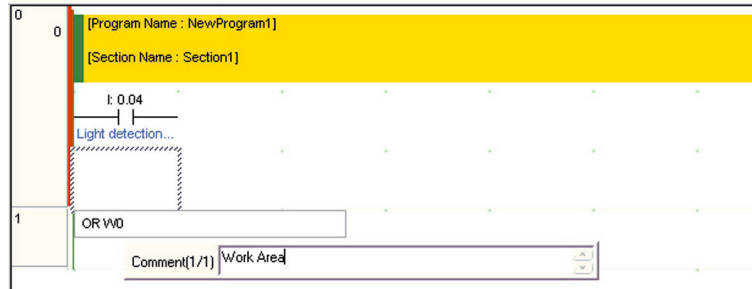 0
0
[Program Name : NewProgram1]
[Section Name : Section1]
I: 0.04
Light detection...
1
OR W0
Comment(1/1) Work Area